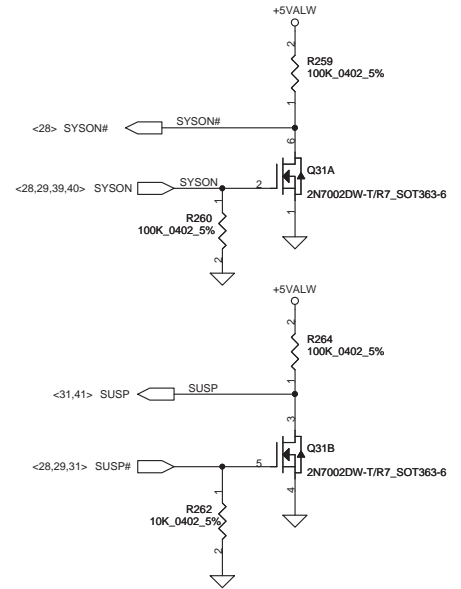 +5VALW
2
R259
100K_0402_5%
1
<28> SYSON# SYSON#
6
Q31A
<28,29,39,40> SYSON SYSON 2
2N7002DW-T/R7_SOT363-6
1
1
R260
100K_0402_5%
2
+5VALW
2
R264
100K_0402_5%
1
<31,41> SUSP SUSP
3
Q31B
<28,29,31> SUSP# 5
2N7002DW-T/R7_SOT363-6
4
1
R262
10K_0402_5%
2